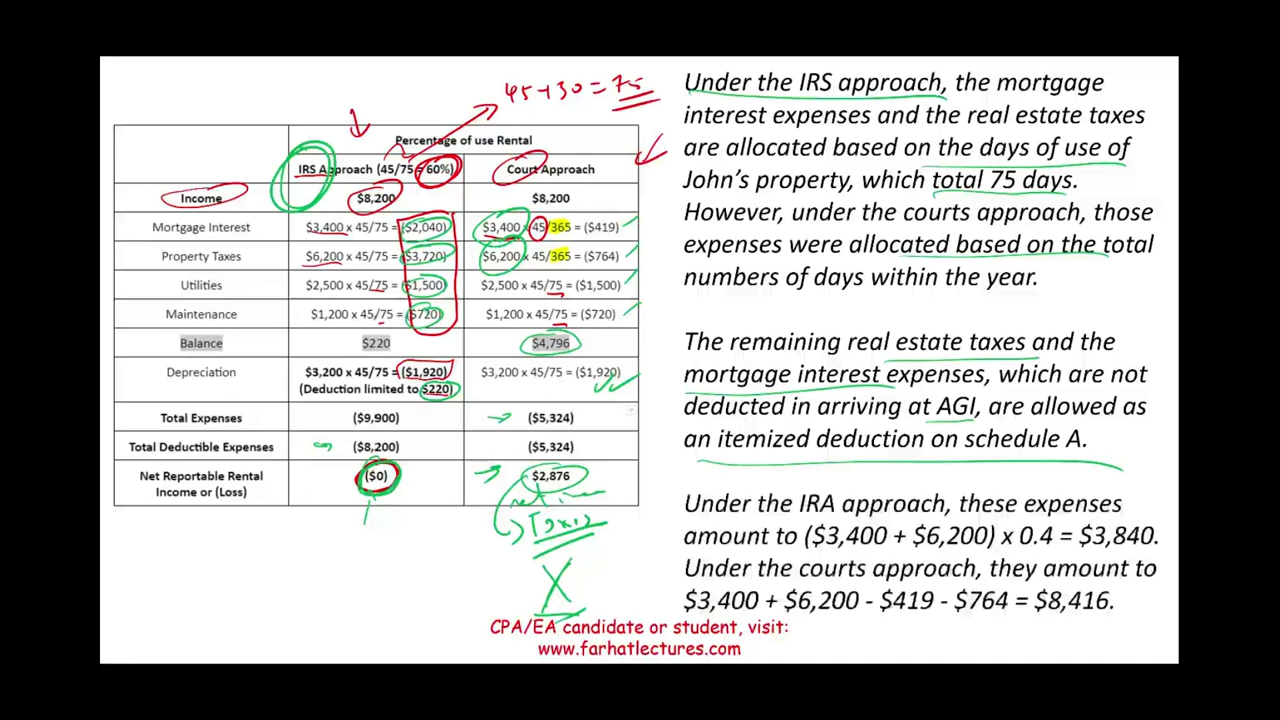 45+30=75
Percentage of use Rental
IRS Approach (45/75 = 60%) Court Approach
Income $8,200 $8,200
Mortgage Interest $3,400 x 45/75 = ($2,040) $3,400 x 45/365 = ($419)
Property Taxes $6,200 x 45/75 = ($3,720) $6,200 x 45/365 = ($764)
Utilities $2,500 x 45/75 = ($1,500) $2,500 x 45/75 = ($1,500)
Maintenance $1,200 x 45/75 = ($720) $1,200 x 45/75 = ($720)
Balance $220 $4,796
Depreciation $3,200 x 45/75 = ($1,920) $3,200 x 45/75 = ($1,920)
(Deduction limited to $220)
Total Expenses ($9,900) ($5,324)
Total Deductible Expenses ($8,200) ($5,324)
Net Reportable Rental ($0) $2,876
Income or (Loss)
X
Under the IRS approach, the mortgage
interest expenses and the real estate taxes
are allocated based on the days of use of
John's property, which total 75 days.
However, under the courts approach, those
expenses were allocated based on the total
numbers of days within the year.
The remaining real estate taxes and the
mortgage interest expenses, which are not
deducted in arriving at AGI, are allowed as
an itemized deduction on schedule A.
Under the IRA approach, these expenses
amount to ($3,400 + $6,200) x 0.4 = $3,840.
Under the courts approach, they amount to
$3,400 + $6,200 - $419 - $764 = $8,416.
CPA/EA candidate or student, visit:
www.farhatlectures.com